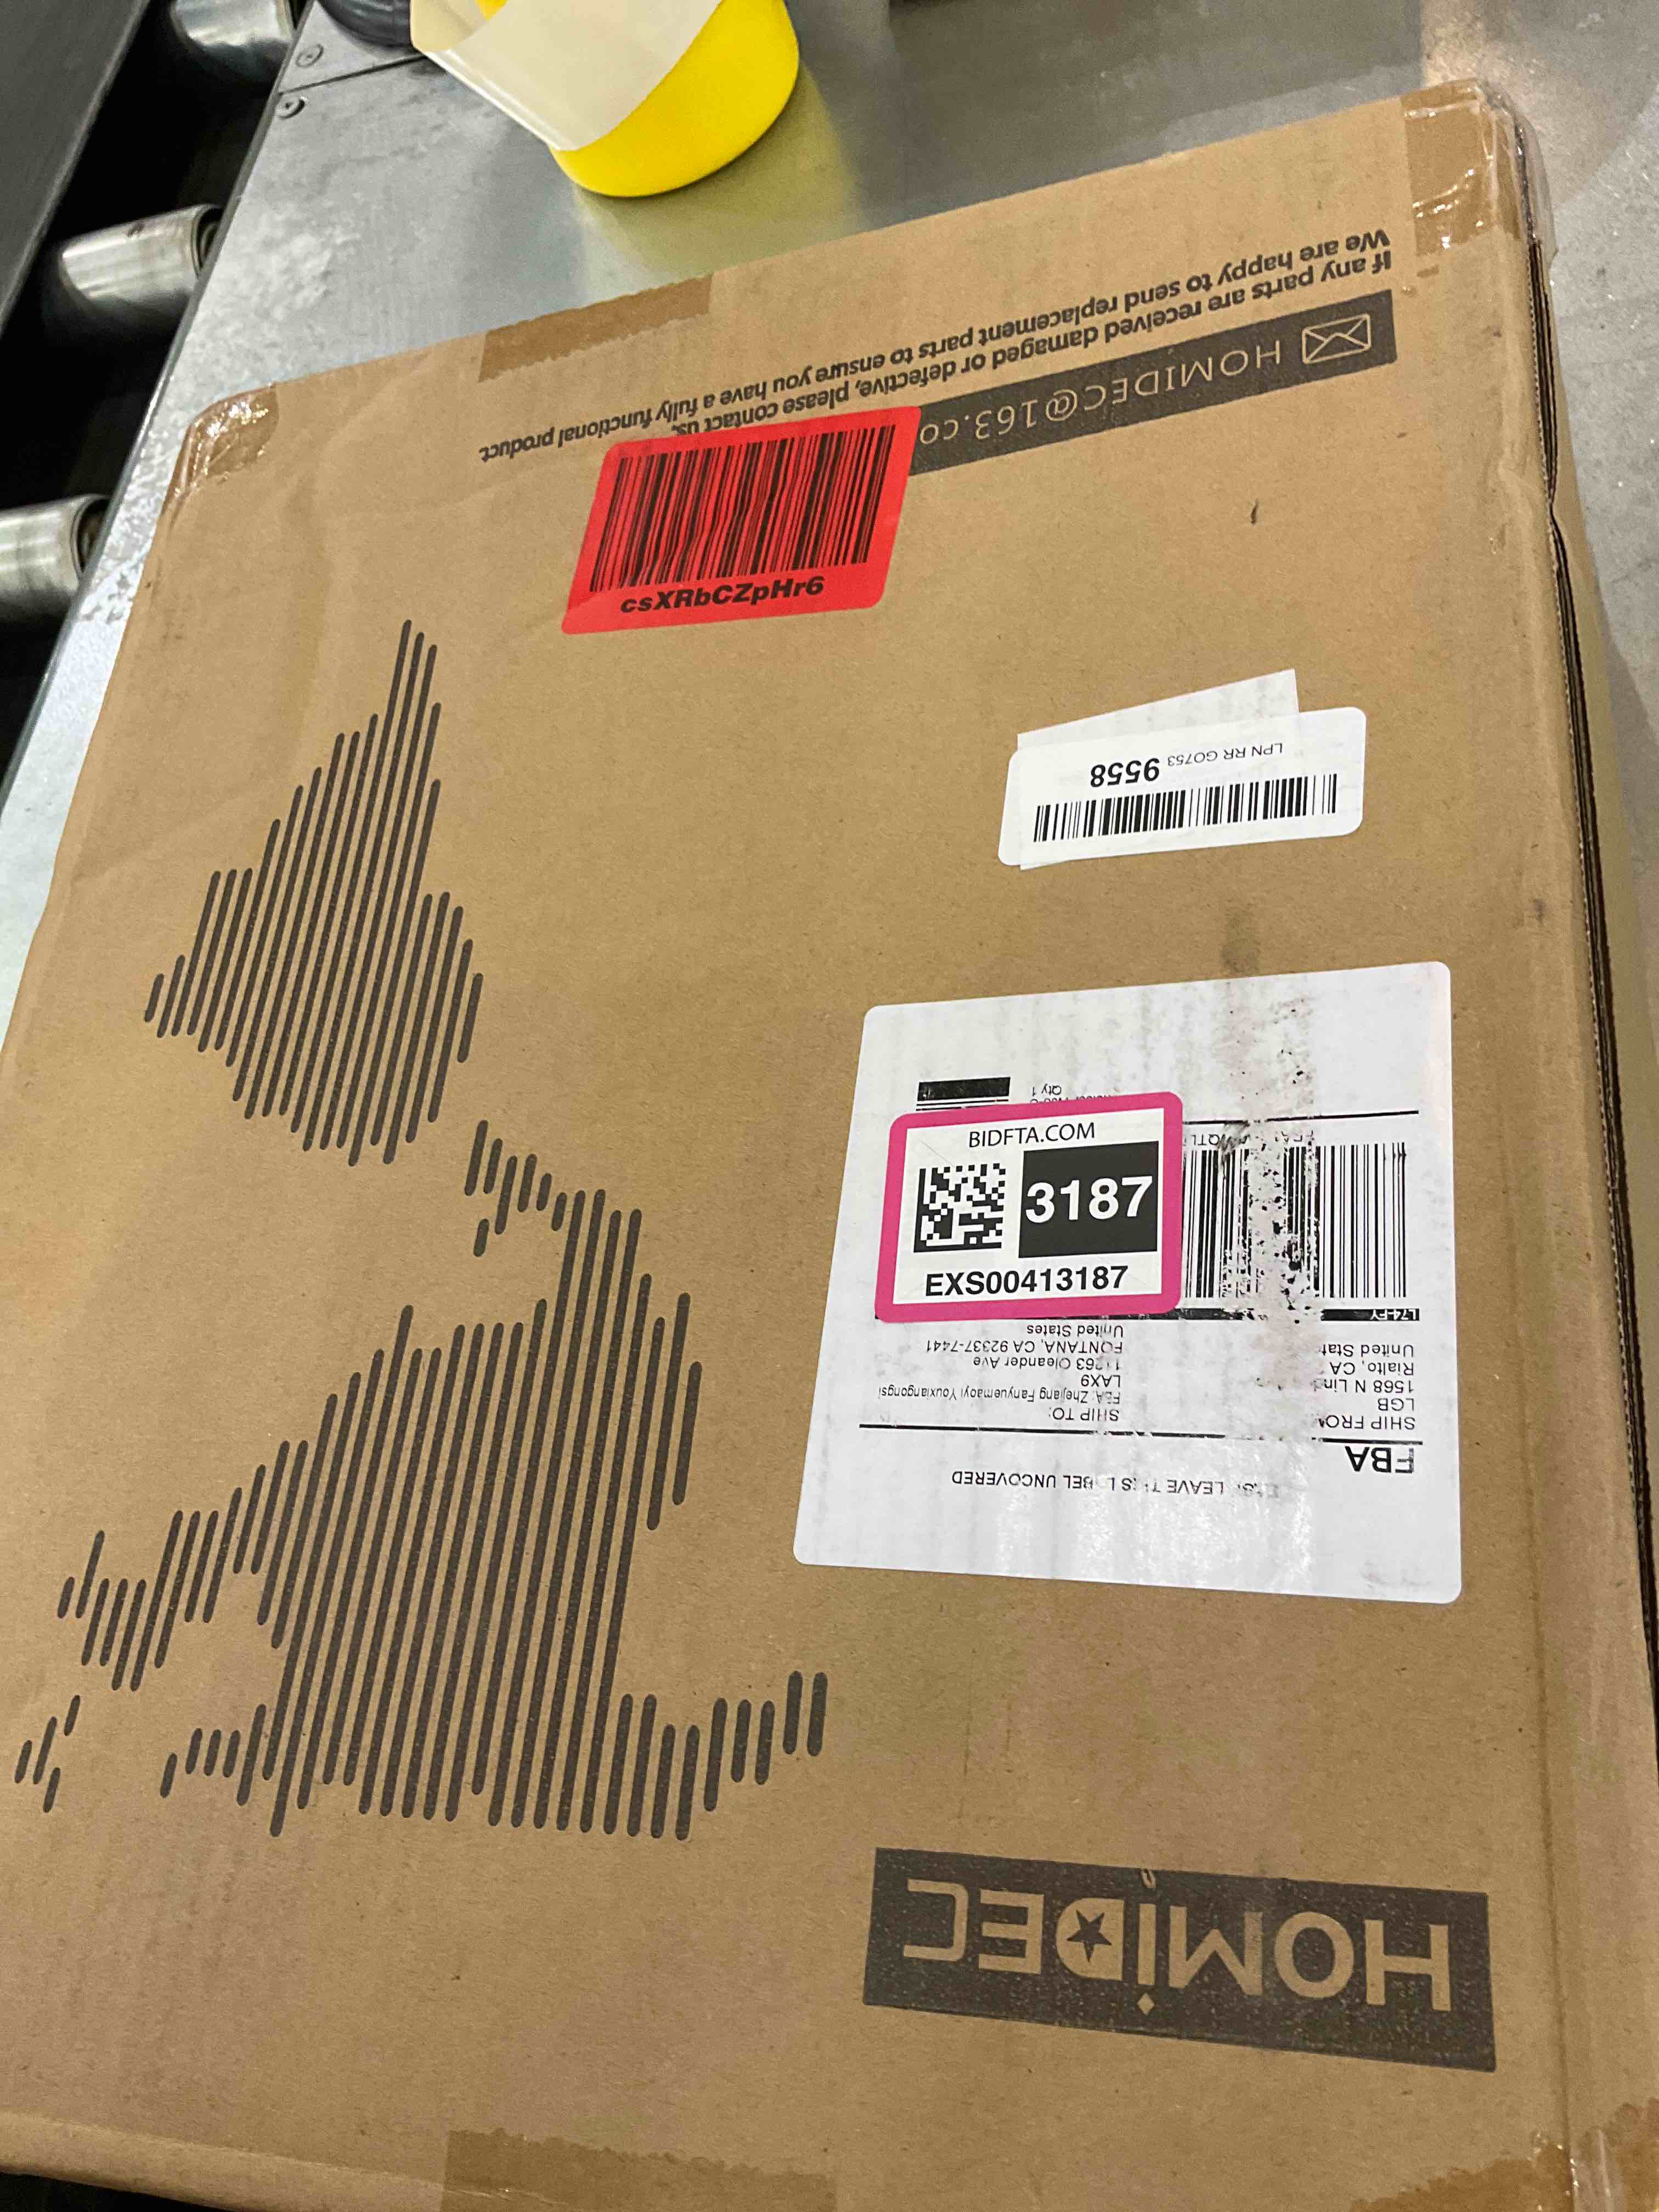 We are happy to send replacement parts to ensure you have a fully functional product.
If any parts are received damaged or defective, please contact us,
HOMIDEC@163.co
csXRbCZpHr6
LPN RR GO753 9558
Qty 1
BIDFTA.COM
3187
EXS00413187
L74-FY
SHIP FROM
LGB
1568 N Lin
Rialto, CA
United Stat
SHIP TO:
FBA: Zhejiang Fanyuemaoyi Youxiangongsi
LAX9
11263 Oleander Ave
FONTANA, CA 92337-7441
United States
FBA
LEAVE THIS LABEL UNCOVERED
HOMiDEC